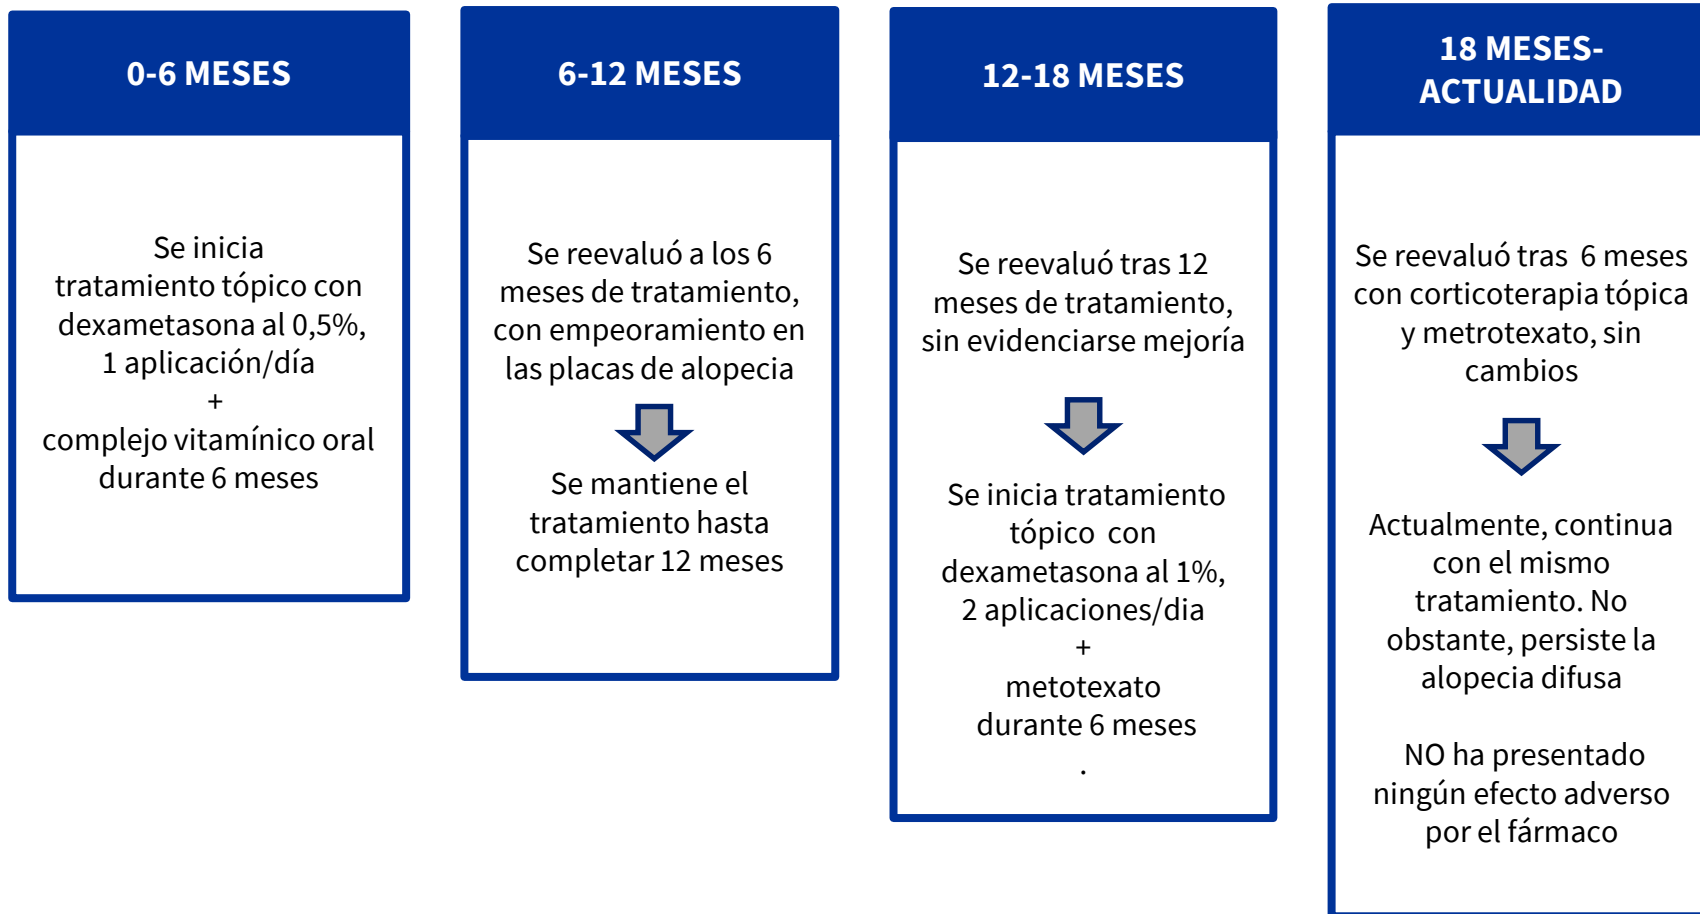 0-6 MESES
Se inicia
tratamiento tópico con
dexametasona al 0,5%,
1 aplicación/día
+
complejo vitamínico oral
durante 6 meses
6-12 MESES
Se reevaluó a los 6
meses de tratamiento,
con empeoramiento en
las placas de alopecia
Se mantiene el
tratamiento hasta
completar 12 meses
12-18 MESES
Se reevaluó tras 12
meses de tratamiento,
sin evidenciarse mejoría
Se inicia tratamiento
tópico con
dexametasona al 1%,
2 aplicaciones/dia
+
metotexato
durante 6 meses
.
18 MESES-
ACTUALIDAD
Se reevaluó tras 6 meses
con corticoterapia tópica
y metrotexato, sin
cambios
Actualmente, continua
con el mismo
tratamiento. No
obstante, persiste la
alopecia difusa
NO ha presentado
ningún efecto adverso
por el fármaco